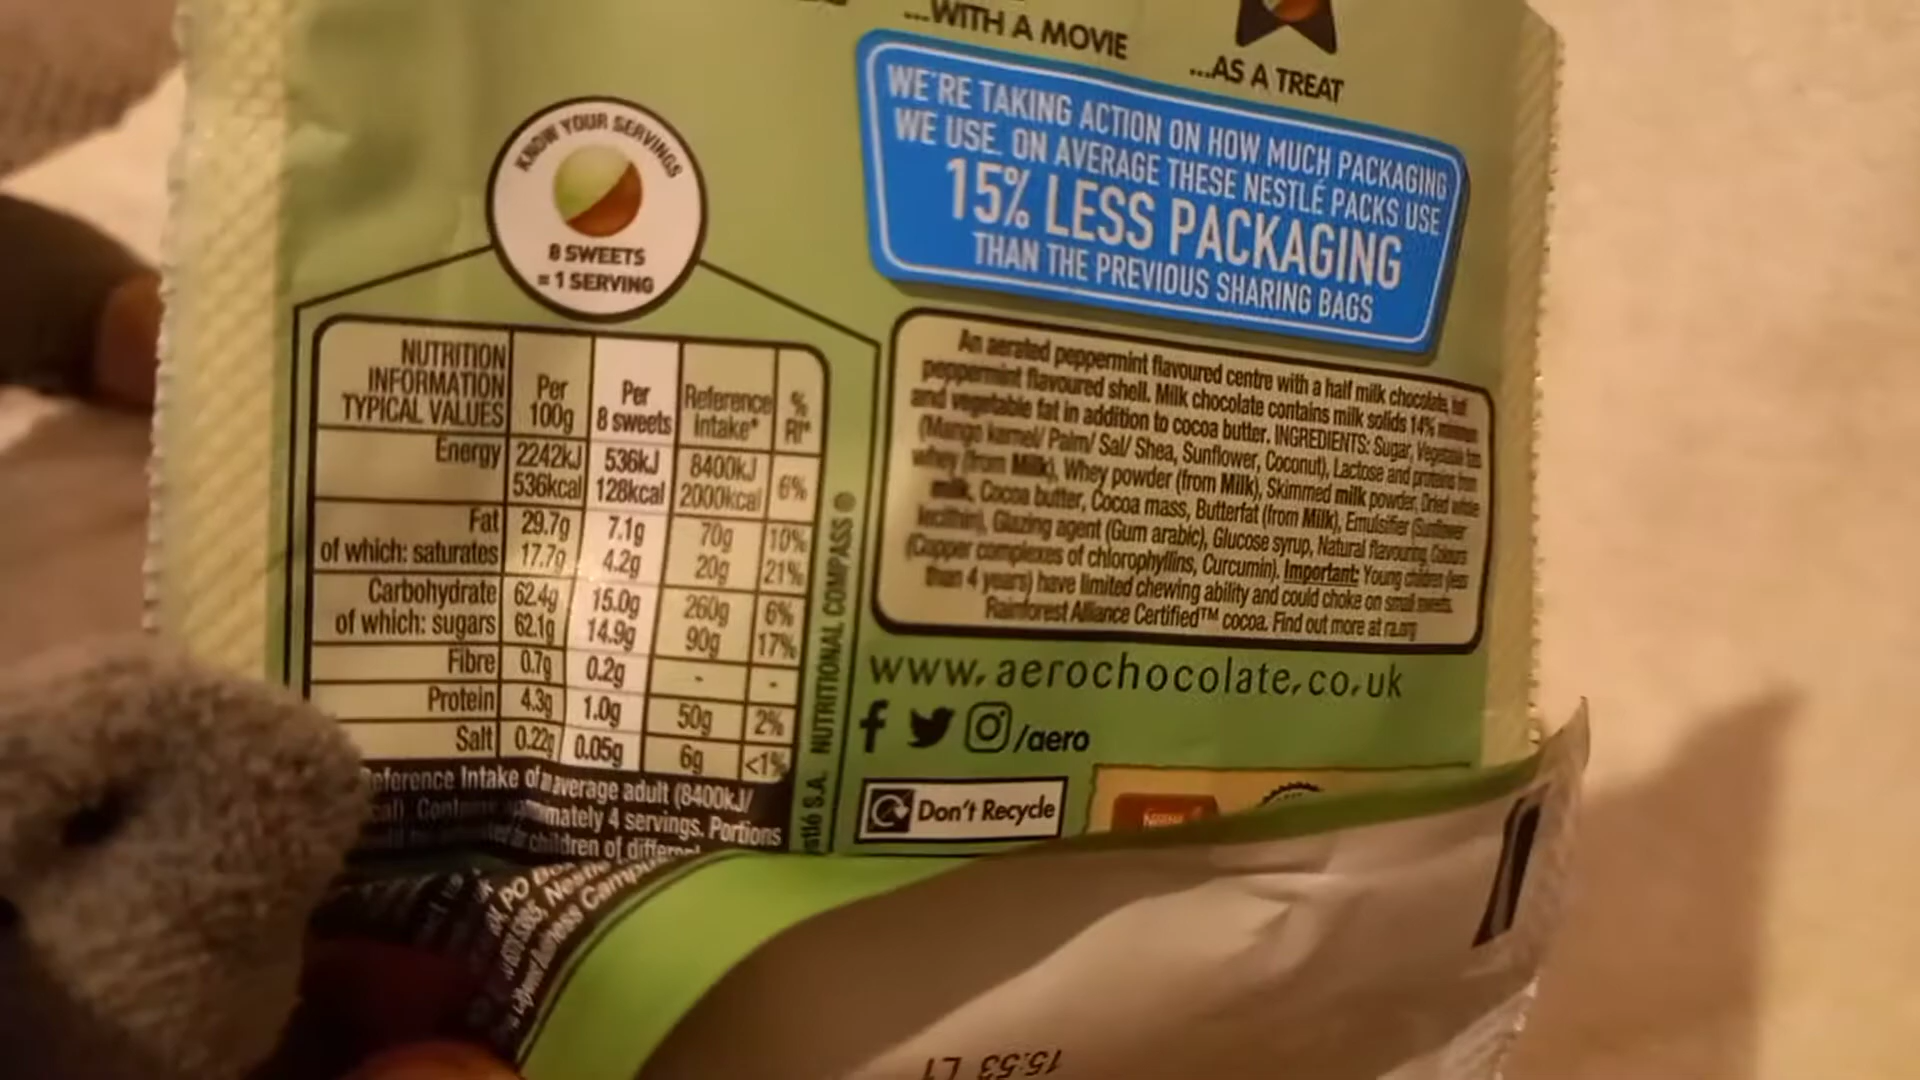 ...WITH A MOVIE
...AS A TREAT
WE'RE TAKING ACTION ON HOW MUCH PACKAGING
WE USE. ON AVERAGE THESE NESTLÉ PACKS USE
15% LESS PACKAGING
THAN THE PREVIOUS SHARING BAGS
KNOW YOUR SERVINGS
8 SWEETS
= 1 SERVING
NUTRITION INFORMATION TYPICAL VALUES Per 100g Per 8 sweets Reference Intake* % RI*
Energy 2242kJ 536kJ 8400kJ
536kcal 128kcal 2000kcal 6%
Fat 29.7g 7.1g 70g 10%
of which: saturates 17.7g 4.2g 20g 21%
Carbohydrate 62.4g 15.0g 260g 6%
of which: sugars 62.1g 14.9g 90g 17%
Fibre 0.7g 0.2g - -
Protein 4.3g 1.0g 50g 2%
Salt 0.22g 0.05g 6g <1%
Reference Intake of average adult (8400kJ/
4 servings. Portions
children of
PO
Nestlé
Campus
NUTRITIONAL COMPASS ®
S.A.
An aerated peppermint flavoured centre with a half milk chocolate, half
peppermint flavoured shell. Milk chocolate contains milk solids 14% minimum
and vegetable fat in addition to cocoa butter. INGREDIENTS: Sugar, Vegetable fats
(Mango kernel/ Palm/ Sal/ Shea, Sunflower, Coconut), Lactose and proteins from
whey (from Milk), Whey powder (from Milk), Skimmed milk powder, Dried whole
milk, Cocoa butter, Cocoa mass, Butterfat (from Milk), Emulsifier (Sunflower
lecithin), Glazing agent (Gum arabic), Glucose syrup, Natural flavouring, Colours
(Copper complexes of chlorophyllins, Curcumin). Important: Young children (less
than 4 years) have limited chewing ability and could choke on small sweets.
Rainforest Alliance Certified™ cocoa. Find out more at ra.org
www.aerochocolate.co.uk
/aero
Don't Recycle
Nestlé
15:53 L1